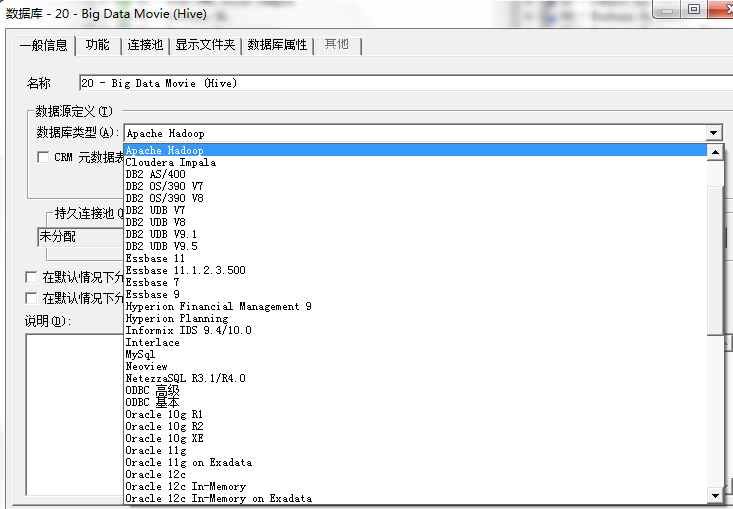 数据库 - 20 - Big Data Movie (Hive)
一般信息 功能 连接池 显示文件夹 数据库属性 其他
名称 20 - Big Data Movie (Hive)
数据源定义(T)
数据库类型(A): Apache Hadoop
Apache Hadoop
CRM 元数据表
Cloudera Impala
DB2 AS/400
DB2 OS/390 V7
DB2 OS/390 V8
DB2 UDB V7
持久连接池
DB2 UDB V8
DB2 UDB V9.1
未分配
DB2 UDB V9.5
Essbase 11
Essbase 11.1.2.3.500
在默认情况下
Essbase 7
Essbase 9
在默认情况下
Hyperion Financial Management 9
Hyperion Planning
说明(D):
Informix IDS 9.4/10.0
Interlace
MySql
Neoview
NetezzaSQL R3.1/R4.0
ODBC 高级
ODBC 基本
Oracle 10g R1
Oracle 10g R2
Oracle 10g XE
Oracle 11g
Oracle 11g on Exadata
Oracle 12c
Oracle 12c In-Memory
Oracle 12c In-Memory on Exadata